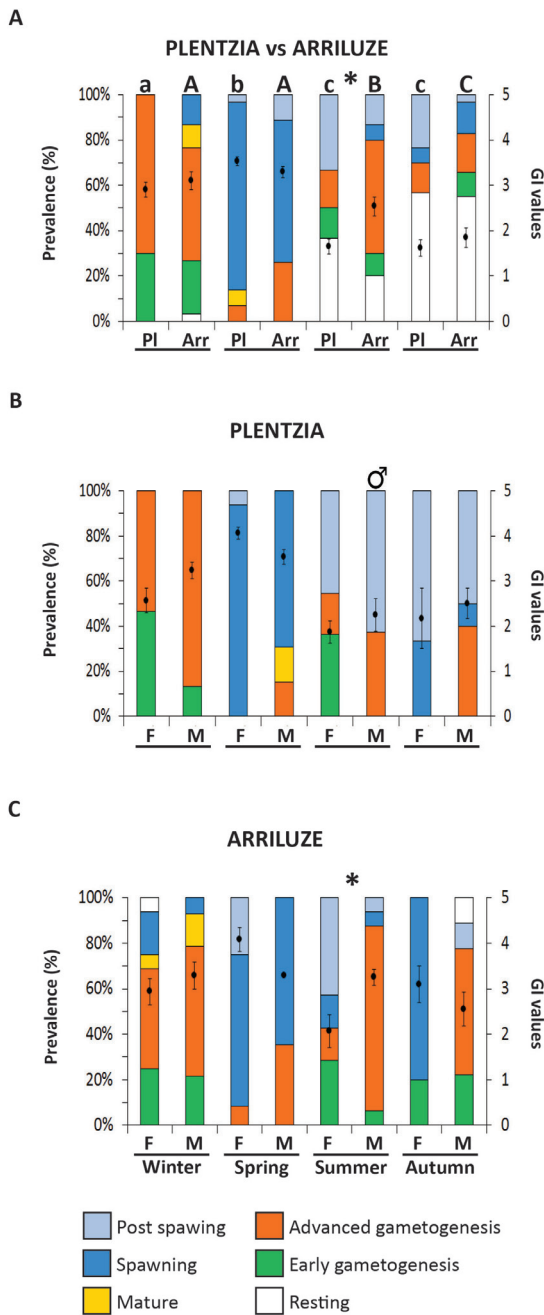 A
PLENTZIA vs ARRILUZE
a A b A c * B c C
100% 5
80% 4
60% 3
40% 2
20% 1
0% 0
Prevalence (%)
GI values
Pl Arr Pl Arr Pl Arr Pl Arr
B
PLENTZIA
♂
100% 5
80% 4
60% 3
40% 2
20% 1
0% 0
Prevalence (%)
GI values
F M F M F M F M
C
ARRILUZE
*
100% 5
80% 4
60% 3
40% 2
20% 1
0% 0
Prevalence (%)
GI values
F M F M F M F M
Winter Spring Summer Autumn
Post spawing Advanced gametogenesis
Spawning Early gametogenesis
Mature Resting